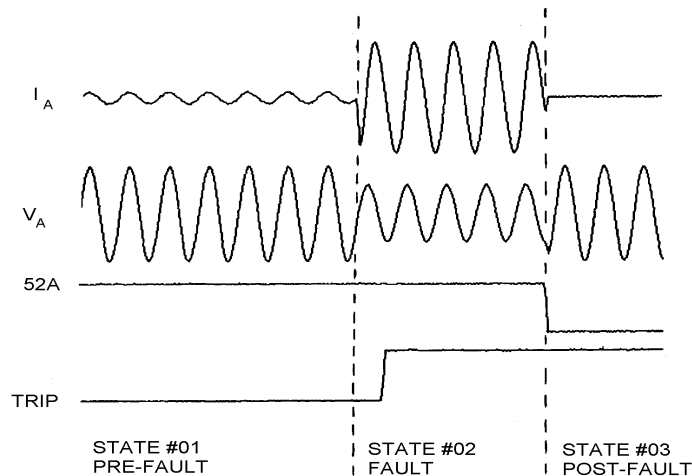 I A
V A
52A
TRIP
STATE #01
PRE-FAULT
STATE #02
FAULT
STATE #03
POST-FAULT